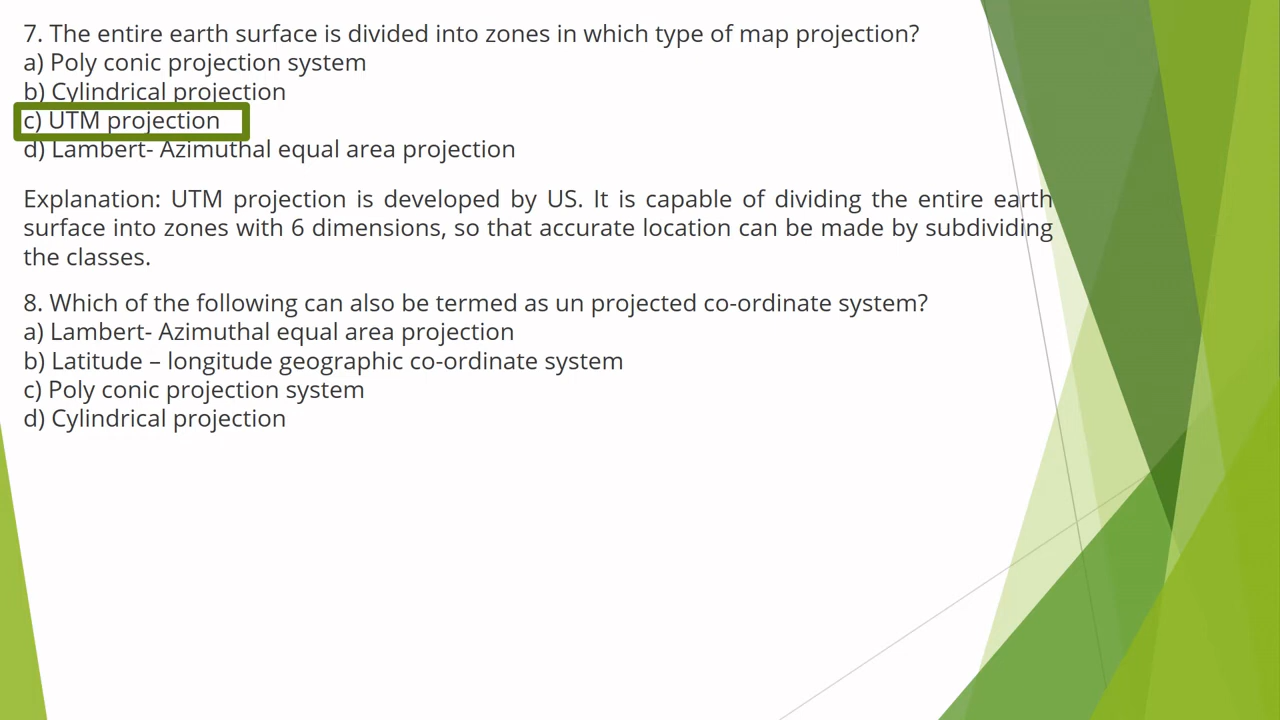 7. The entire earth surface is divided into zones in which type of map projection?
a) Poly conic projection system
b) Cylindrical projection
c) UTM projection
d) Lambert- Azimuthal equal area projection
Explanation: UTM projection is developed by US. It is capable of dividing the entire earth
surface into zones with 6 dimensions, so that accurate location can be made by subdividing
the classes.
8. Which of the following can also be termed as un projected co-ordinate system?
a) Lambert- Azimuthal equal area projection
b) Latitude – longitude geographic co-ordinate system
c) Poly conic projection system
d) Cylindrical projection